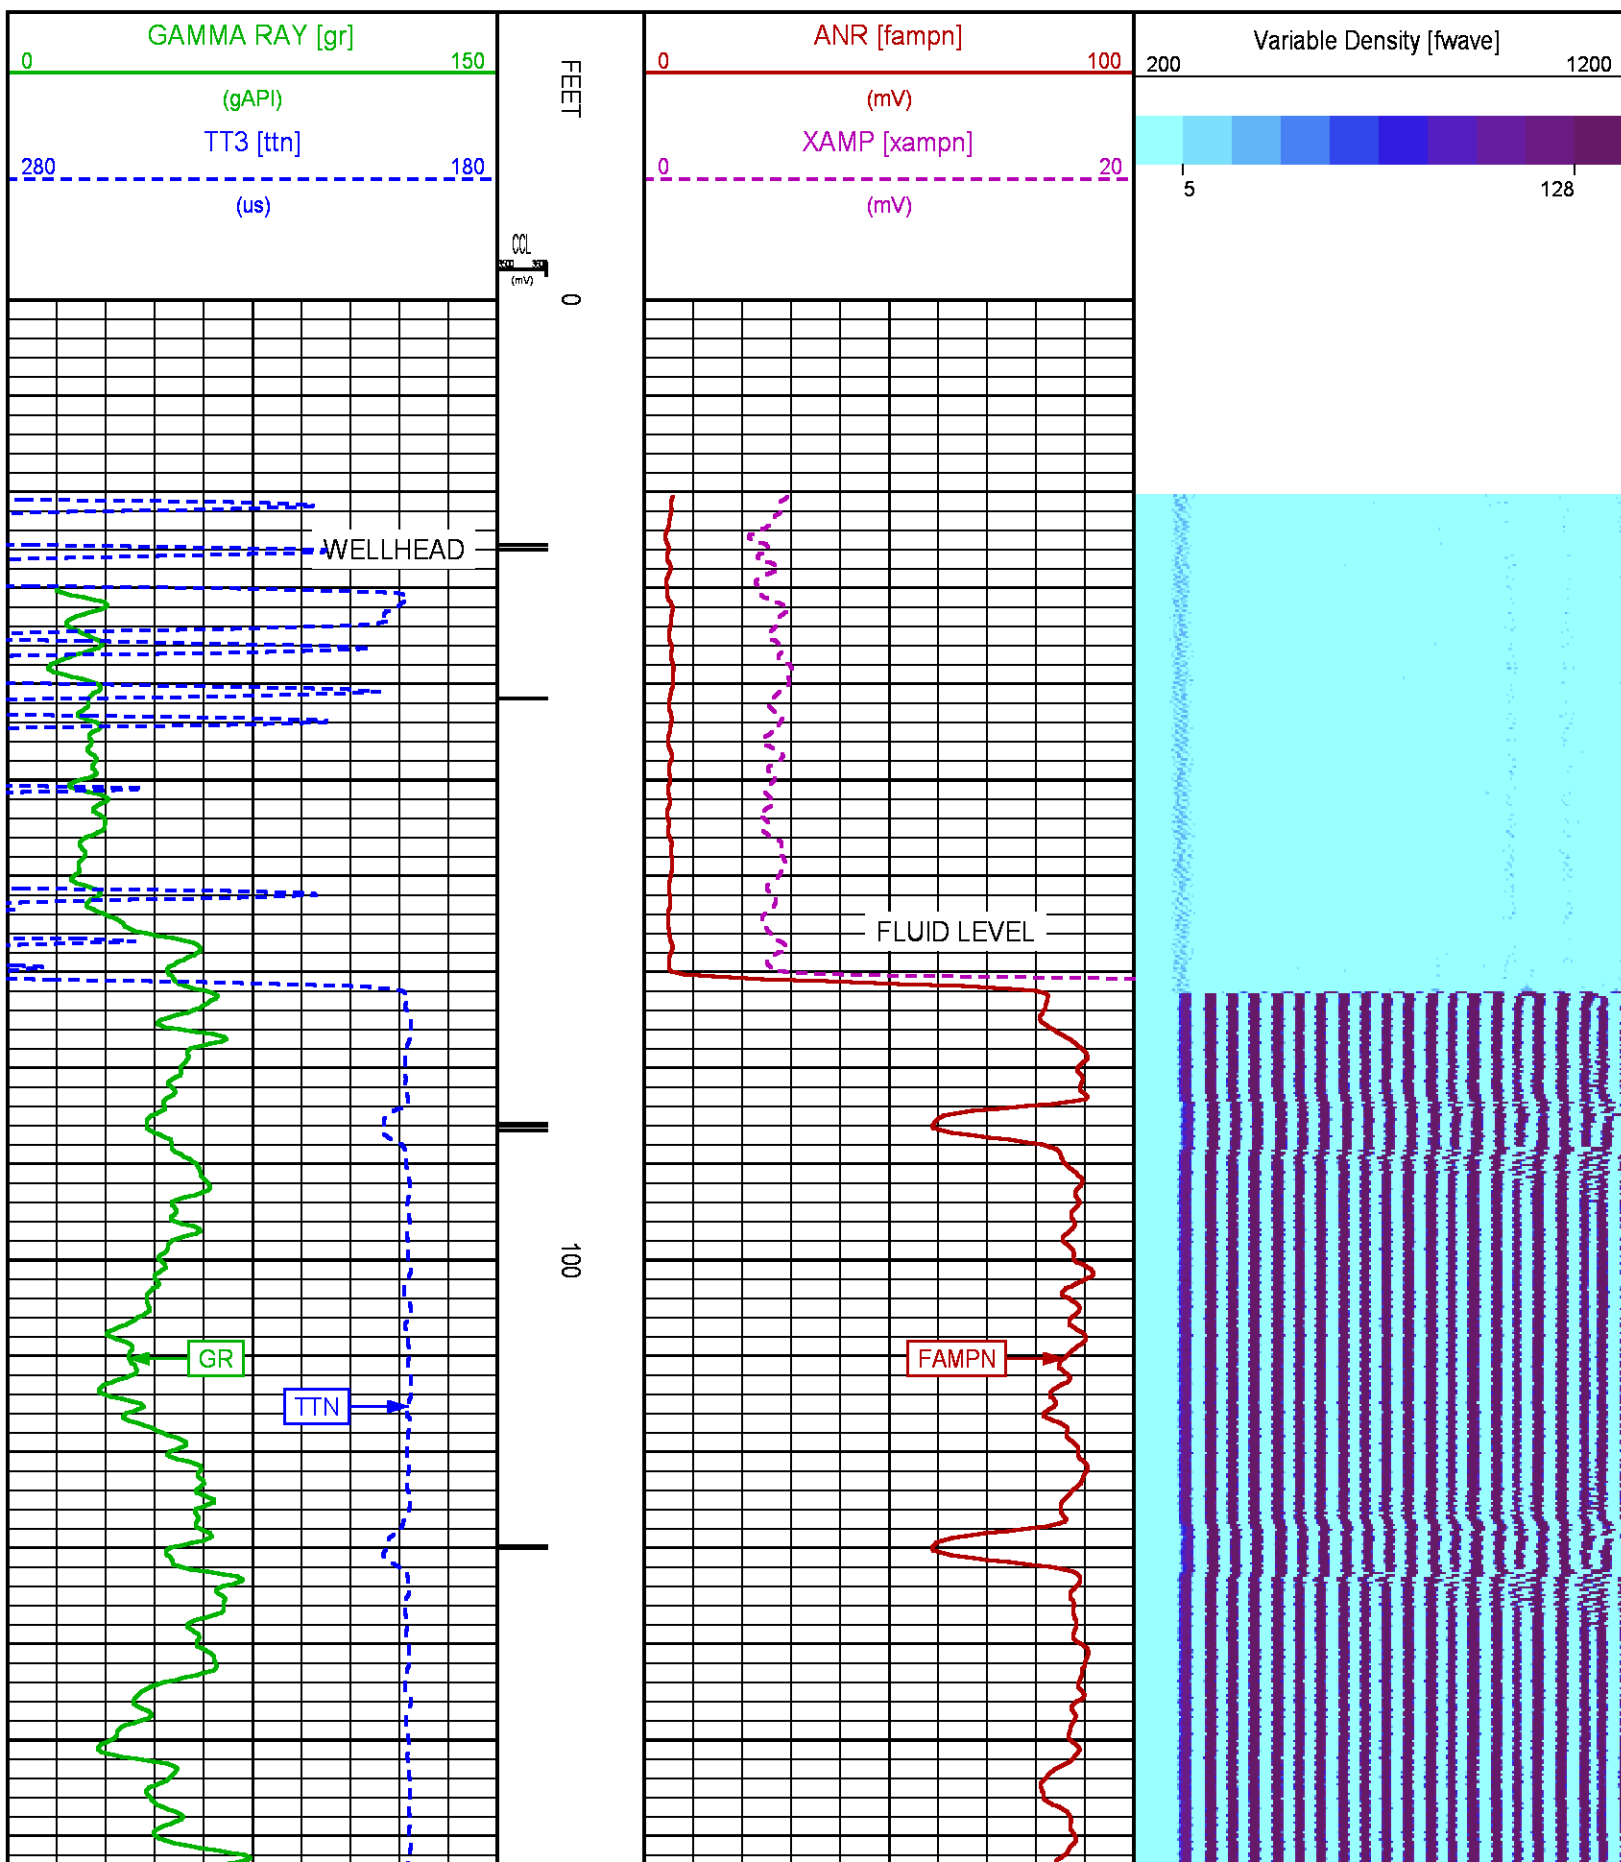 GAMMA RAY [gr]
0 150
(gAPI)
TT3 [ttn]
280 180
(us)
CCL
(mV)
FEET
0
100
ANR [fampn]
0 100
(mV)
XAMP [xampn]
0 20
(mV)
Variable Density [fwave]
200 1200
5 128
WELLHEAD
FLUID LEVEL
GR
TTN
FAMPN